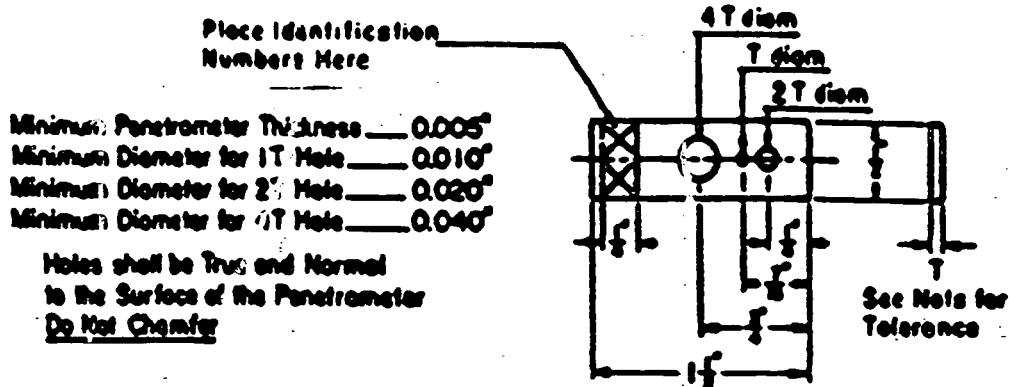 Place Identification
Numbers Here
4 T diam
T diam
2 T diam
Minimum Penetrameter Thickness 0.005"
Minimum Diameter for 1T Hole 0.010"
Minimum Diameter for 2T Hole 0.020"
Minimum Diameter for 4T Hole 0.040"
Holes shall be True and Normal
to the Surface of the Penetrameter
Do Not Chamfer
T
See Note for
Tolerance